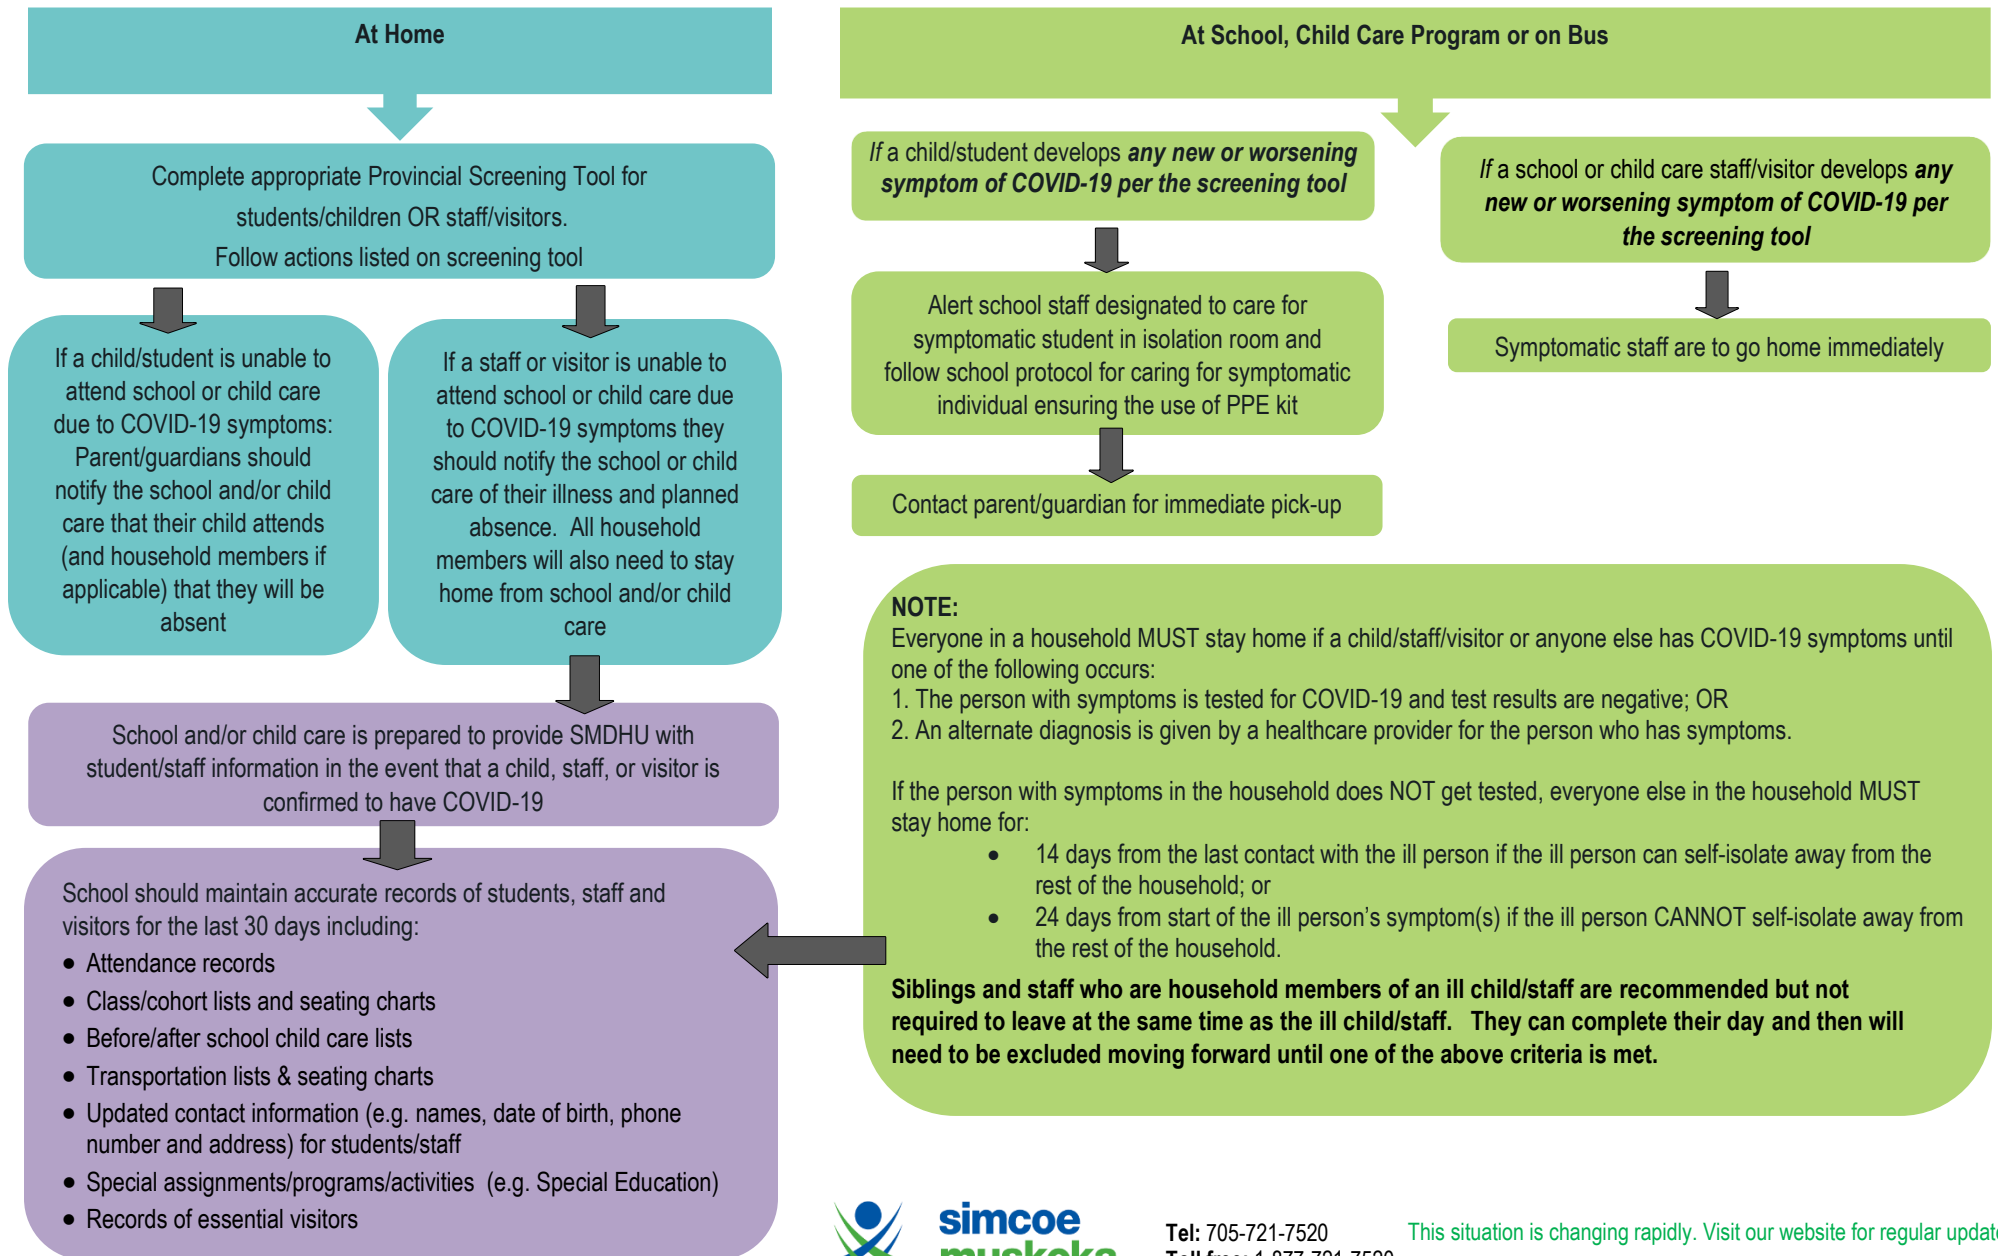 At Home
Complete appropriate Provincial Screening Tool for
students/children OR staff/visitors.
Follow actions listed on screening tool
If a child/student is unable to
attend school or child care
due to COVID-19 symptoms:
Parent/guardians should
notify the school and/or child
care that their child attends
(and household members if
applicable) that they will be
absent
If a staff or visitor is unable to
attend school or child care due
to COVID-19 symptoms they
should notify the school or child
care of their illness and planned
absence.  All household
members will also need to stay
home from school and/or child
care
School and/or child care is prepared to provide SMDHU with
student/staff information in the event that a child, staff, or visitor is
confirmed to have COVID-19
School should maintain accurate records of students, staff and
visitors for the last 30 days including:
• Attendance records
• Class/cohort lists and seating charts
• Before/after school child care lists
• Transportation lists & seating charts
• Updated contact information (e.g. names, date of birth, phone
number and address) for students/staff
• Special assignments/programs/activities  (e.g. Special Education)
• Records of essential visitors
At School, Child Care Program or on Bus
If a child/student develops any new or worsening
symptom of COVID-19 per the screening tool
Alert school staff designated to care for
symptomatic student in isolation room and
follow school protocol for caring for symptomatic
individual ensuring the use of PPE kit
Contact parent/guardian for immediate pick-up
If a school or child care staff/visitor develops any
new or worsening symptom of COVID-19 per
the screening tool
Symptomatic staff are to go home immediately
NOTE:
Everyone in a household MUST stay home if a child/staff/visitor or anyone else has COVID-19 symptoms until
one of the following occurs:
1. The person with symptoms is tested for COVID-19 and test results are negative; OR
2. An alternate diagnosis is given by a healthcare provider for the person who has symptoms.
If the person with symptoms in the household does NOT get tested, everyone else in the household MUST
stay home for:
• 14 days from the last contact with the ill person if the ill person can self-isolate away from the
rest of the household; or
• 24 days from start of the ill person's symptom(s) if the ill person CANNOT self-isolate away from
the rest of the household.
Siblings and staff who are household members of an ill child/staff are recommended but not
required to leave at the same time as the ill child/staff.   They can complete their day and then will
need to be excluded moving forward until one of the above criteria is met.
simcoe
muskoka
Tel: 705-721-7520
Toll free: 1-877-721-7520
This situation is changing rapidly. Visit our website for regular update